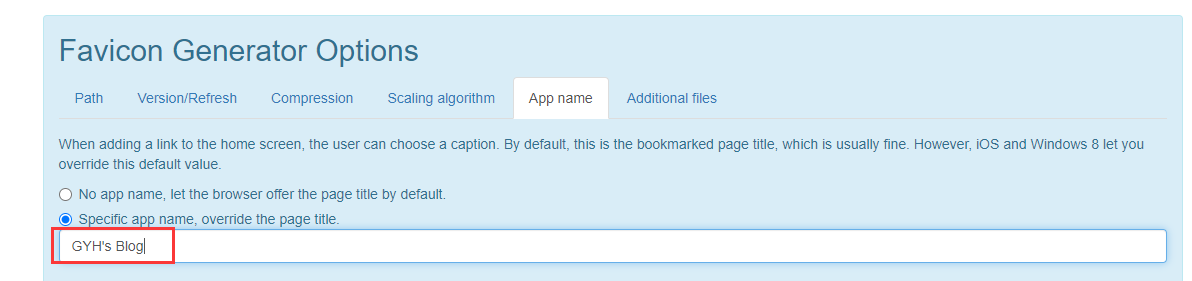 Favicon Generator Options
Path Version/Refresh Compression Scaling algorithm App name Additional files
When adding a link to the home screen, the user can choose a caption. By default, this is the bookmarked page title, which is usually fine. However, iOS and Windows 8 let you
override this default value.
No app name, let the browser offer the page title by default.
Specific app name, override the page title.
GYH's Blog